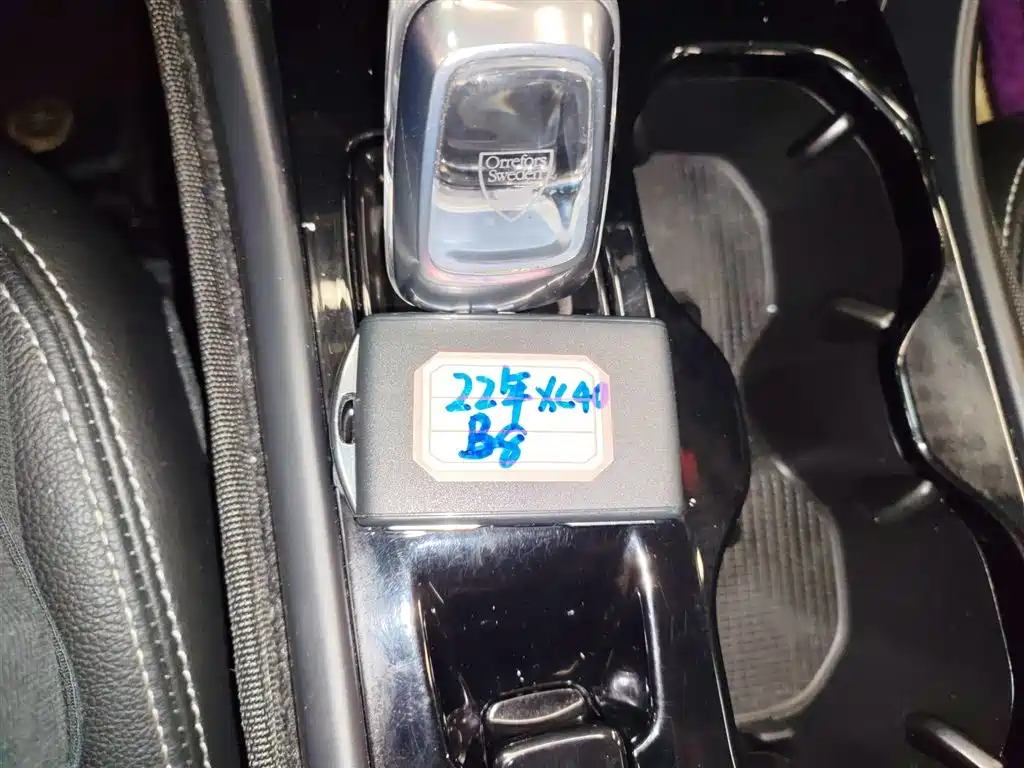 Orrefors
Sweden
22年 XC40
B8